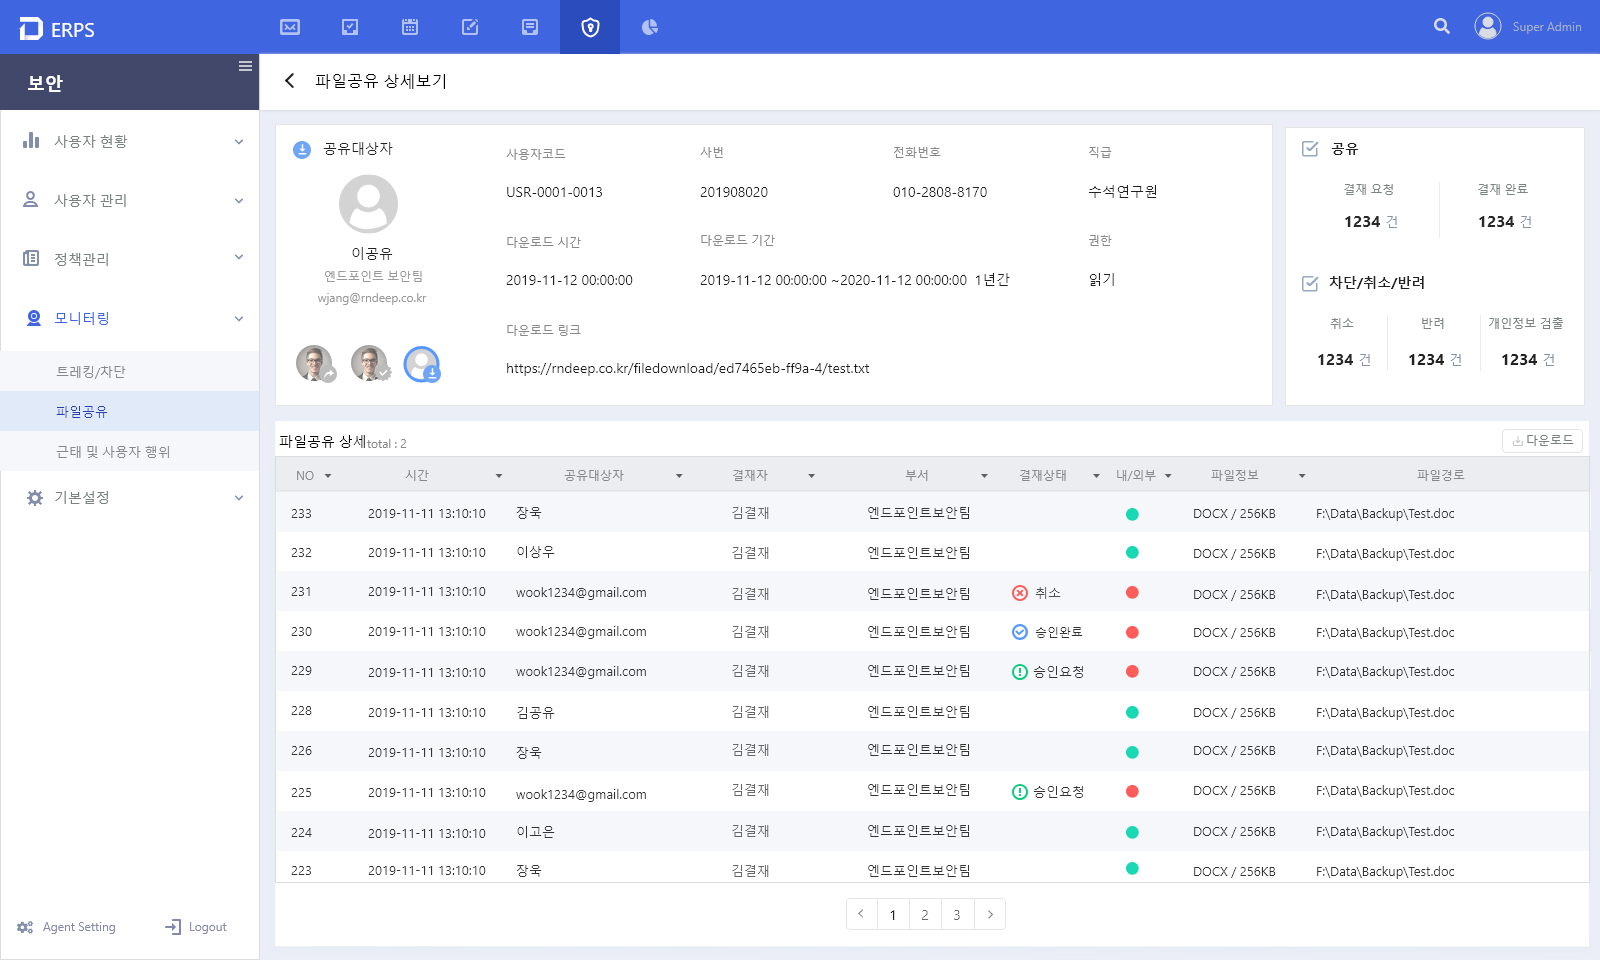 ERPS
Super Admin
보안
파일공유 상세보기
사용자 현황
사용자 관리
정책관리
모니터링
트레킹/차단
파일공유
근태 및 사용자 행위
기본설정
Agent Setting
Logout
공유대상자
이공유
엔드포인트 보안팀
wjang@rndeep.co.kr
사용자코드 사번 전화번호 직급
USR-0001-0013 201908020 010-2808-8170 수석연구원
다운로드 시간 다운로드 기간 권한
2019-11-12 00:00:00 2019-11-12 00:00:00 ~2020-11-12 00:00:00 1년간 읽기
다운로드 링크
https://rndeep.co.kr/filedownload/ed7465eb-ff9a-4/test.txt
공유
결재 요청 결재 완료
1234 건 1234 건
차단/취소/반려
취소 반려 개인정보 검출
1234 건 1234 건 1234 건
파일공유 상세 total : 2
다운로드
NO 시간 공유대상자 결재자 부서 결재상태 내/외부 파일정보 파일경로
233 2019-11-11 13:10:10 장욱 김결재 엔드포인트보안팀 DOCX / 256KB F:\Data\Backup\Test.doc
232 2019-11-11 13:10:10 이상우 김결재 엔드포인트보안팀 DOCX / 256KB F:\Data\Backup\Test.doc
231 2019-11-11 13:10:10 wook1234@gmail.com 김결재 엔드포인트보안팀 취소 DOCX / 256KB F:\Data\Backup\Test.doc
230 2019-11-11 13:10:10 wook1234@gmail.com 김결재 엔드포인트보안팀 승인완료 DOCX / 256KB F:\Data\Backup\Test.doc
229 2019-11-11 13:10:10 wook1234@gmail.com 김결재 엔드포인트보안팀 승인요청 DOCX / 256KB F:\Data\Backup\Test.doc
228 2019-11-11 13:10:10 김공유 김결재 엔드포인트보안팀 DOCX / 256KB F:\Data\Backup\Test.doc
226 2019-11-11 13:10:10 장욱 김결재 엔드포인트보안팀 DOCX / 256KB F:\Data\Backup\Test.doc
225 2019-11-11 13:10:10 wook1234@gmail.com 김결재 엔드포인트보안팀 승인요청 DOCX / 256KB F:\Data\Backup\Test.doc
224 2019-11-11 13:10:10 이고은 김결재 엔드포인트보안팀 DOCX / 256KB F:\Data\Backup\Test.doc
223 2019-11-11 13:10:10 장욱 김결재 엔드포인트보안팀 DOCX / 256KB F:\Data\Backup\Test.doc
1 2 3